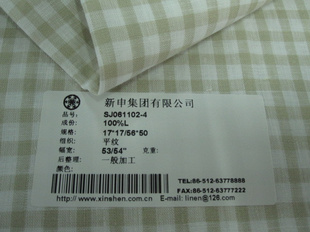 新申集团有限公司
品号: SJ061102-4
成份: 100%L
规格: 17*17/56*50
组织: 平纹
幅宽: 53/54" 克重:
后整理: 一般加工
颜色:
TEL:86-512-63778888
FAX:86-512-63777222
http://www.xinshen.com.cn E-mail: linen@126.com